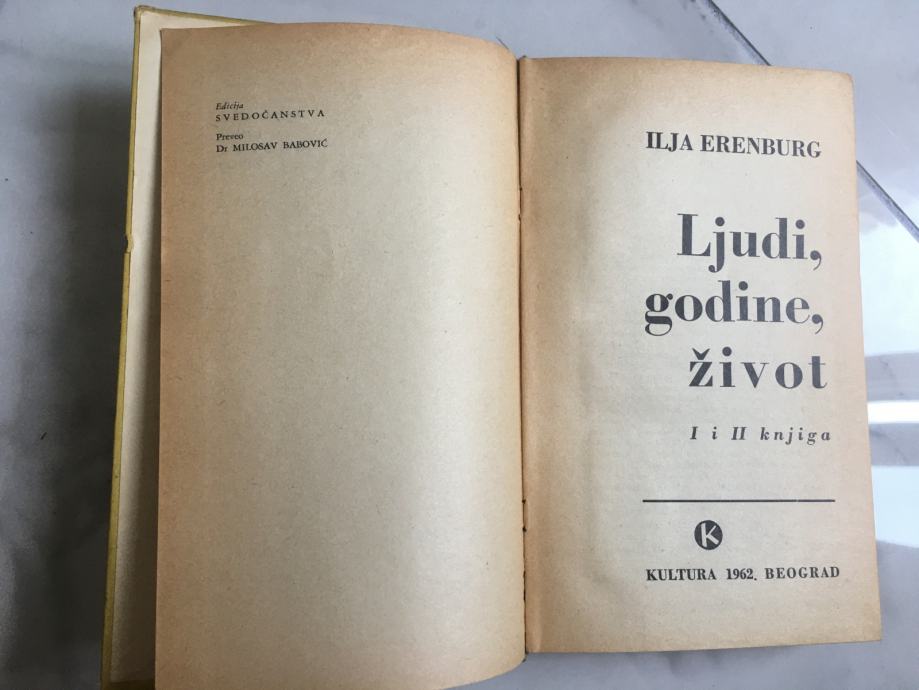 Edicija
SVEDOČANSTVA
Preveo
Dr MILOSAV BABOVIĆ
ILJA ERENBURG
Ljudi,
godine,
život
I i II knjiga
K
KULTURA 1962. BEOGRAD